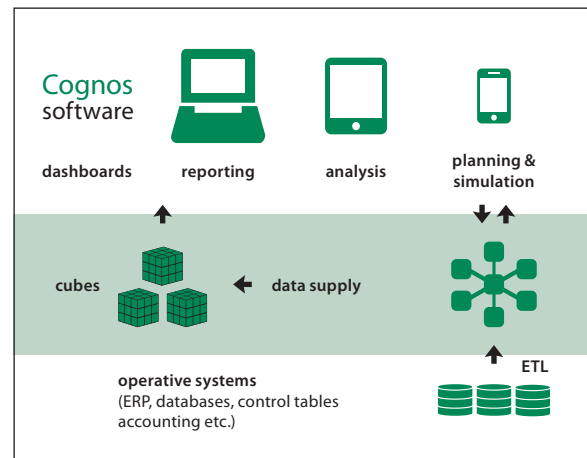 Cognos
software
dashboards
reporting
analysis
planning &
simulation
cubes
data supply
ETL
operative systems
(ERP, databases, control tables
accounting etc.)